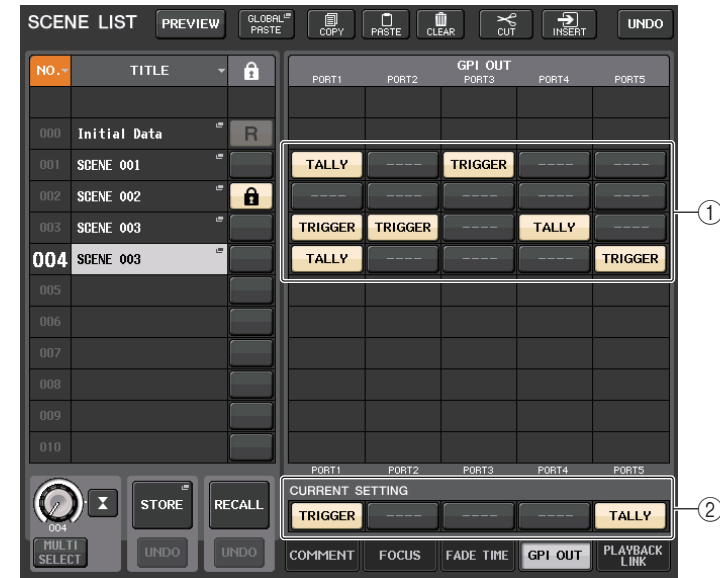 SCENE LIST PREVIEW GLOBAL PASTE COPY PASTE CLEAR CUT INSERT UNDO
NO. TITLE GPI OUT
PORT1 PORT2 PORT3 PORT4 PORT5
000 Initial Data R
001 SCENE 001 TALLY ---- TRIGGER ---- ----
002 SCENE 002 ---- ---- ---- ---- ----
003 SCENE 003 TRIGGER TRIGGER ---- TALLY ----
004 SCENE 003 TALLY ---- ---- ---- TRIGGER
005
006
007
008
009
010
①
PORT1 PORT2 PORT3 PORT4 PORT5
CURRENT SETTING
TRIGGER ---- ---- ---- TALLY
②
004 STORE RECALL
MULTI SELECT UNDO UNDO
COMMENT FOCUS FADE TIME GPI OUT PLAYBACK LINK